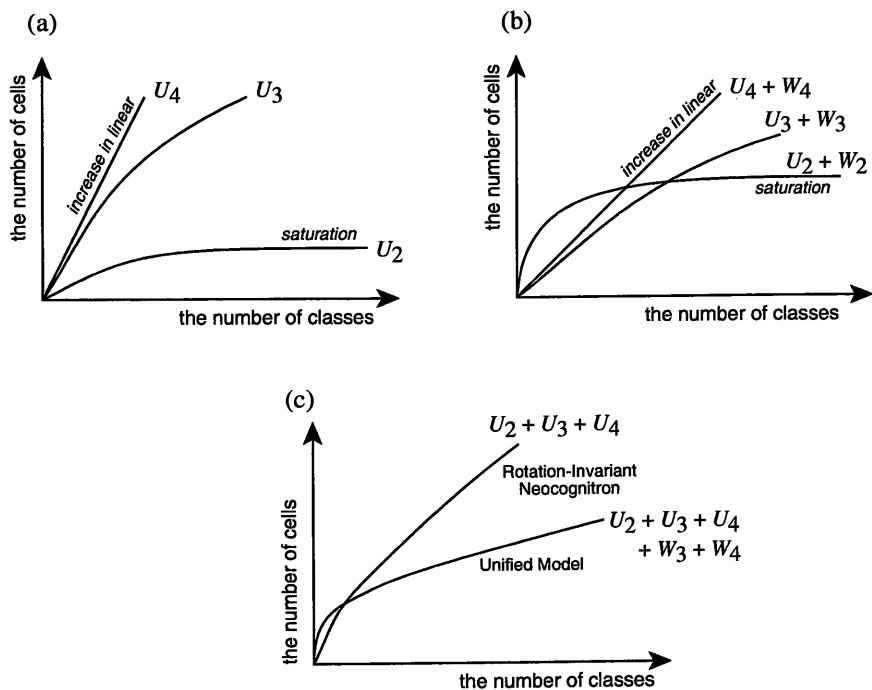 (a)
the number of cells
increase in linear
U4
U3
saturation
U2
the number of classes
(b)
the number of cells
increase in linear
U4 + W4
U3 + W3
U2 + W2
saturation
the number of classes
(c)
the number of cells
U2 + U3 + U4
Rotation-Invariant
Neocognitron
U2 + U3 + U4
+ W3 + W4
Unified Model
the number of classes